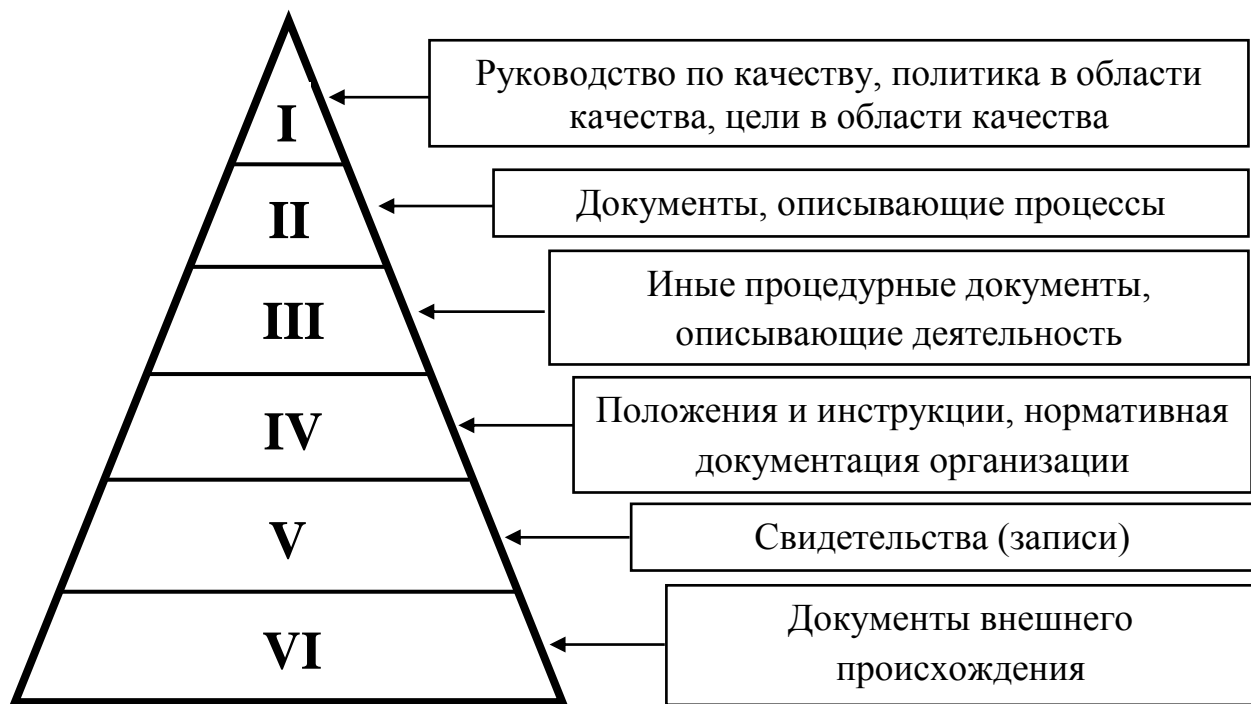 I
Руководство по качеству, политика в области
качества, цели в области качества
II
Документы, описывающие процессы
III
Иные процедурные документы,
описывающие деятельность
IV
Положения и инструкции, нормативная
документация организации
V
Свидетельства (записи)
VI
Документы внешнего
происхождения